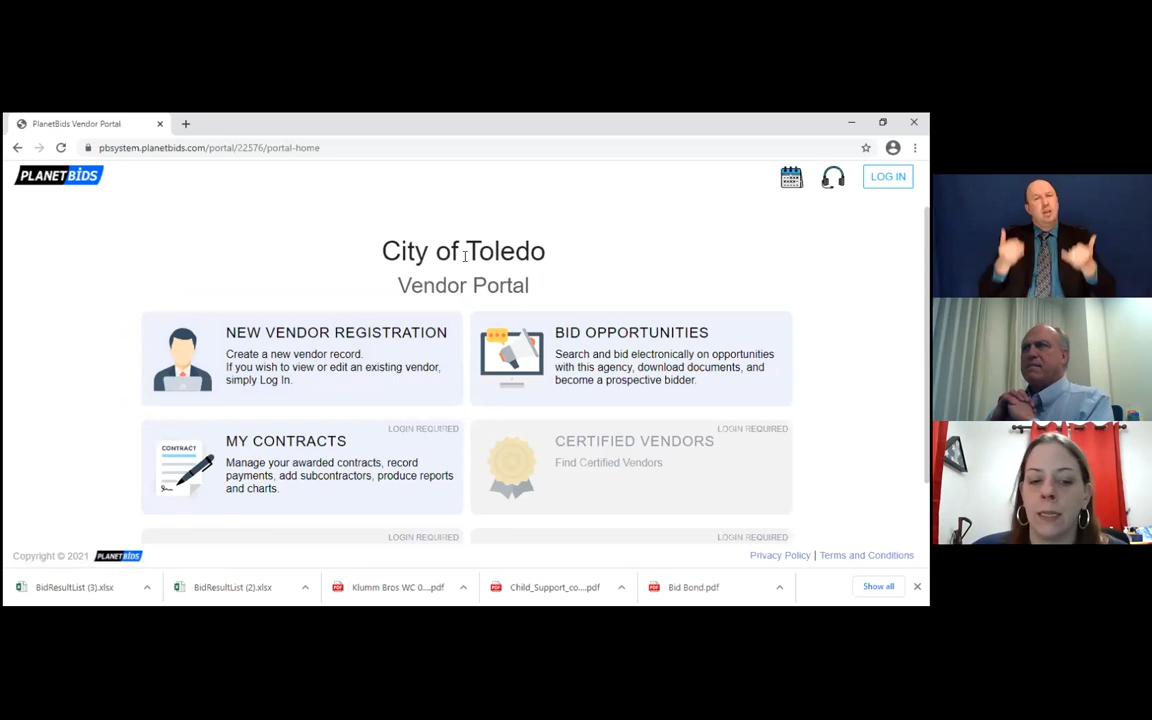 PlanetBids Vendor Portal
pbsystem.planetbids.com/portal/22576/portal-home
PLANETBIDS
LOG IN
City of Toledo
Vendor Portal
NEW VENDOR REGISTRATION
Create a new vendor record.
If you wish to view or edit an existing vendor,
simply Log In.
BID OPPORTUNITIES
Search and bid electronically on opportunities
with this agency, download documents, and
become a prospective bidder.
LOGIN REQUIRED
CONTRACT
MY CONTRACTS
Manage your awarded contracts, record
payments, add subcontractors, produce reports
and charts.
LOGIN REQUIRED
CERTIFIED VENDORS
Find Certified Vendors
LOGIN REQUIRED
LOGIN REQUIRED
Copyright © 2021 PLANETBIDS
Privacy Policy | Terms and Conditions
BidResultList (3).xlsx
BidResultList (2).xlsx
PDF
Klumm Bros WC 0....pdf
PDF
Child_Support_co....pdf
PDF
Bid Bond.pdf
Show all